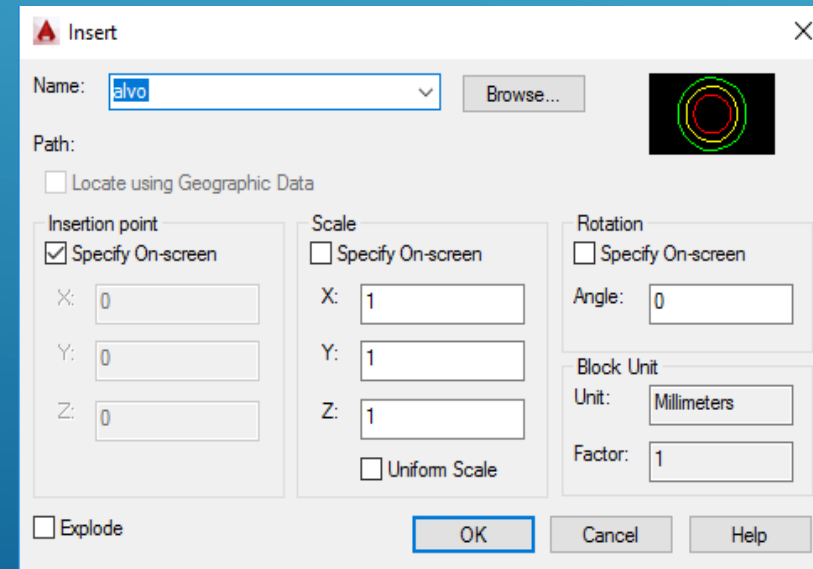 Insert
Name: alvo Browse...
Path:
Locate using Geographic Data
Insertion point
Specify On-screen
X: 0
Y: 0
Z: 0
Scale
Specify On-screen
X: 1
Y: 1
Z: 1
Uniform Scale
Rotation
Specify On-screen
Angle: 0
Block Unit
Unit: Millimeters
Factor: 1
Explode
OK Cancel Help